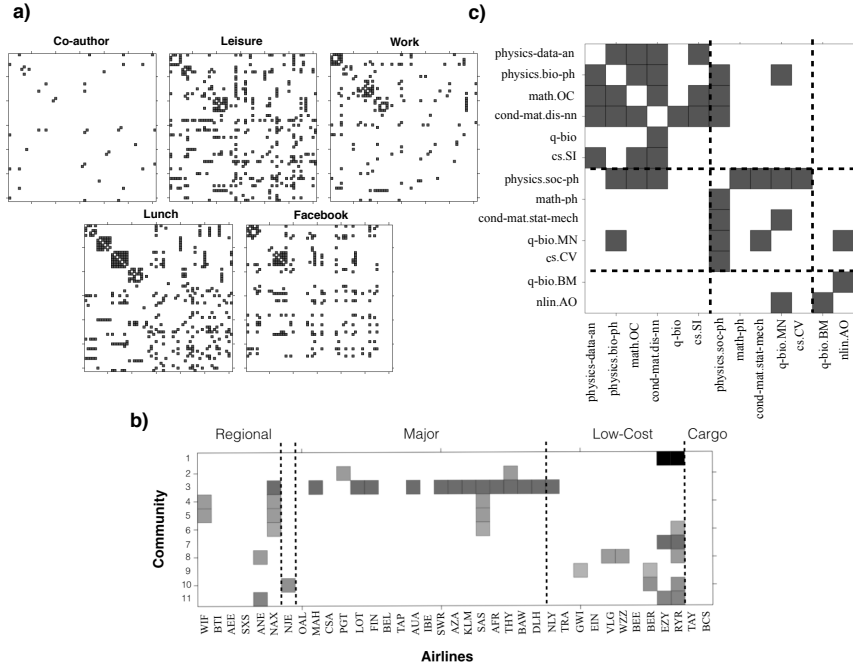 a)
Co-author
Leisure
Work
Lunch
Facebook
c)
physics-data-an
physics.bio-ph
math.OC
cond-mat.dis-nn
q-bio
cs.SI
physics.soc-ph
math-ph
cond-mat.stat-mech
q-bio.MN
cs.CV
q-bio.BM
nlin.AO
physics-data-an
physics.bio-ph
math.OC
cond-mat.dis-nn
q-bio
cs.SI
physics.soc-ph
math-ph
cond-mat.stat-mech
q-bio.MN
cs.CV
q-bio.BM
nlin.AO
b)
Regional
Major
Low-Cost
Cargo
Community
1
2
3
4
5
6
7
8
9
10
11
WIF
BTI
AEE
SXS
ANE
NAX
NJE
OAL
MAH
CSA
PGT
LOT
FIN
BEL
TAP
AUA
IBE
SWR
AZA
KLM
SAS
AFR
THY
BAW
DLH
NLY
TRA
GWI
EIN
VLG
WZZ
BEE
BER
EZY
RYR
TAY
BCS
Airlines